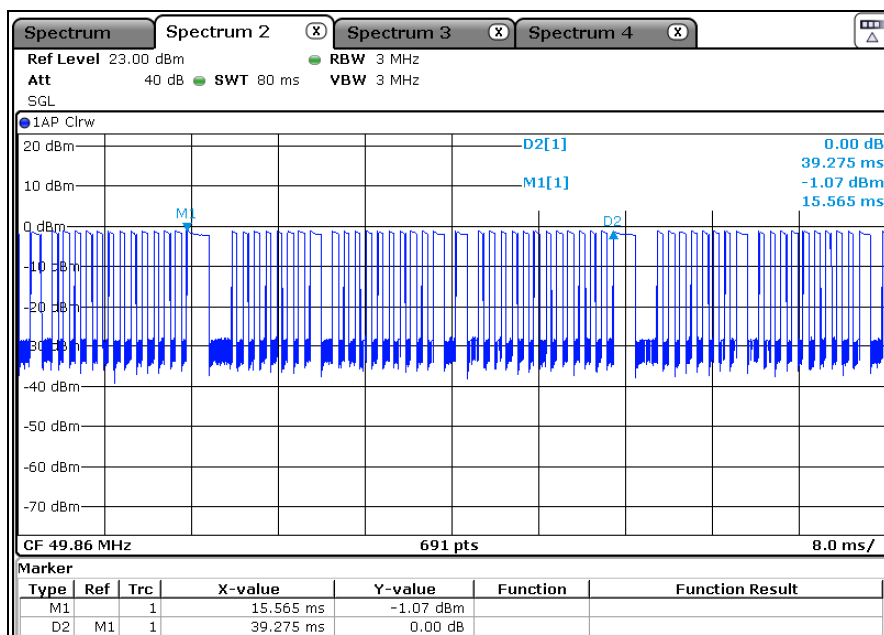 Spectrum Spectrum 2 X Spectrum 3 X Spectrum 4 X
Ref Level 23.00 dBm RBW 3 MHz
Att 40 dB SWT 80 ms VBW 3 MHz
SGL
1AP Clrw
20 dBm D2[1] 0.00 dB
39.275 ms
10 dBm M1[1] -1.07 dBm
15.565 ms
M1
D2
0 dBm
-10 dBm
-20 dBm
-30 dBm
-40 dBm
-50 dBm
-60 dBm
-70 dBm
CF 49.86 MHz 691 pts 8.0 ms/
Marker
Type Ref Trc X-value Y-value Function Function Result
M1 1 15.565 ms -1.07 dBm
D2 M1 1 39.275 ms 0.00 dB